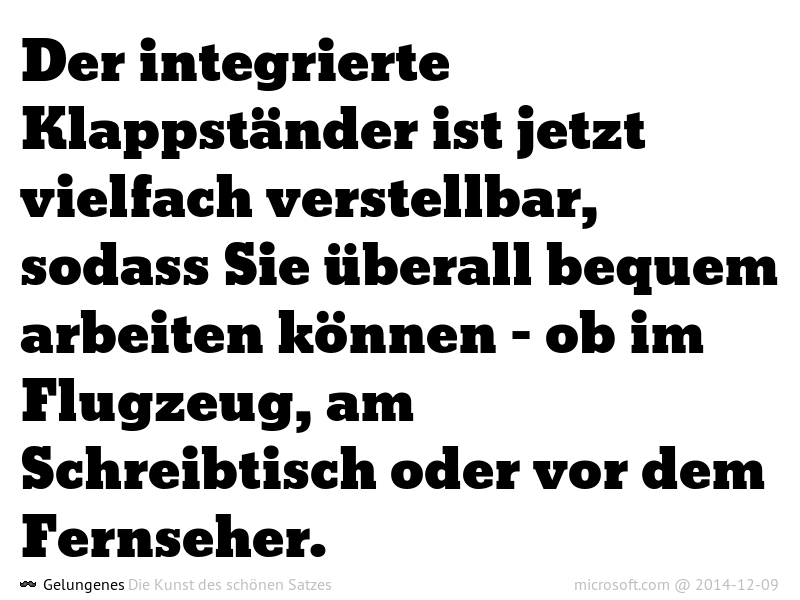 Der integrierte
Klappständer ist jetzt
vielfach verstellbar,
sodass Sie überall bequem
arbeiten können - ob im
Flugzeug, am
Schreibtisch oder vor dem
Fernseher.
Gelungenes Die Kunst des schönen Satzes
microsoft.com @ 2014-12-09